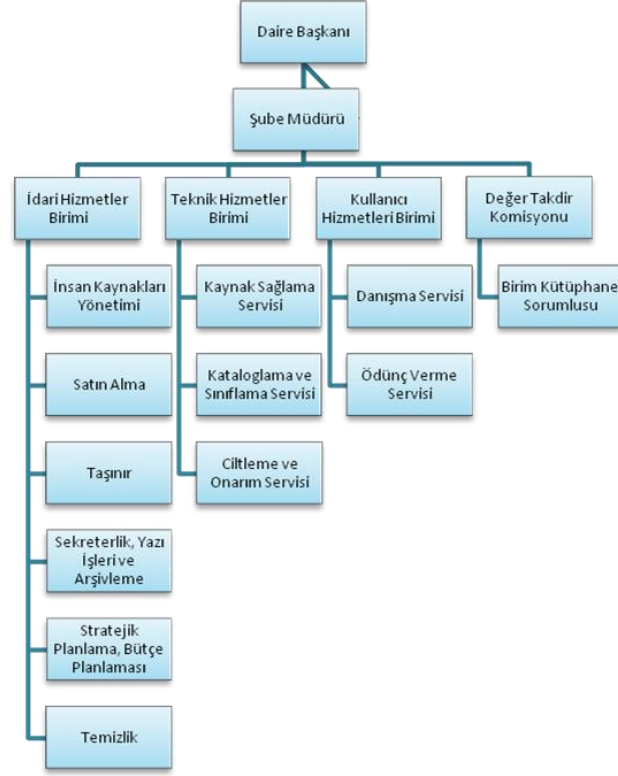 Daire Başkanı
Şube Müdürü
İdari Hizmetler
Birimi
Teknik Hizmetler
Birimi
Kullanıcı
Hizmetleri Birimi
Değer Takdir
Komisyonu
İnsan Kaynakları
Yönetimi
Kaynak Sağlama
Servisi
Danışma Servisi
Birim Kütüphane
Sorumlusu
Satın Alma
Kataloglama ve
Sınıflama Servisi
Ödünç Verme
Servisi
Taşınır
Ciltleme ve
Onarım Servisi
Sekreterlik, Yazı
İşleri ve
Arşivleme
Stratejik
Planlama, Bütçe
Planlaması
Temizlik